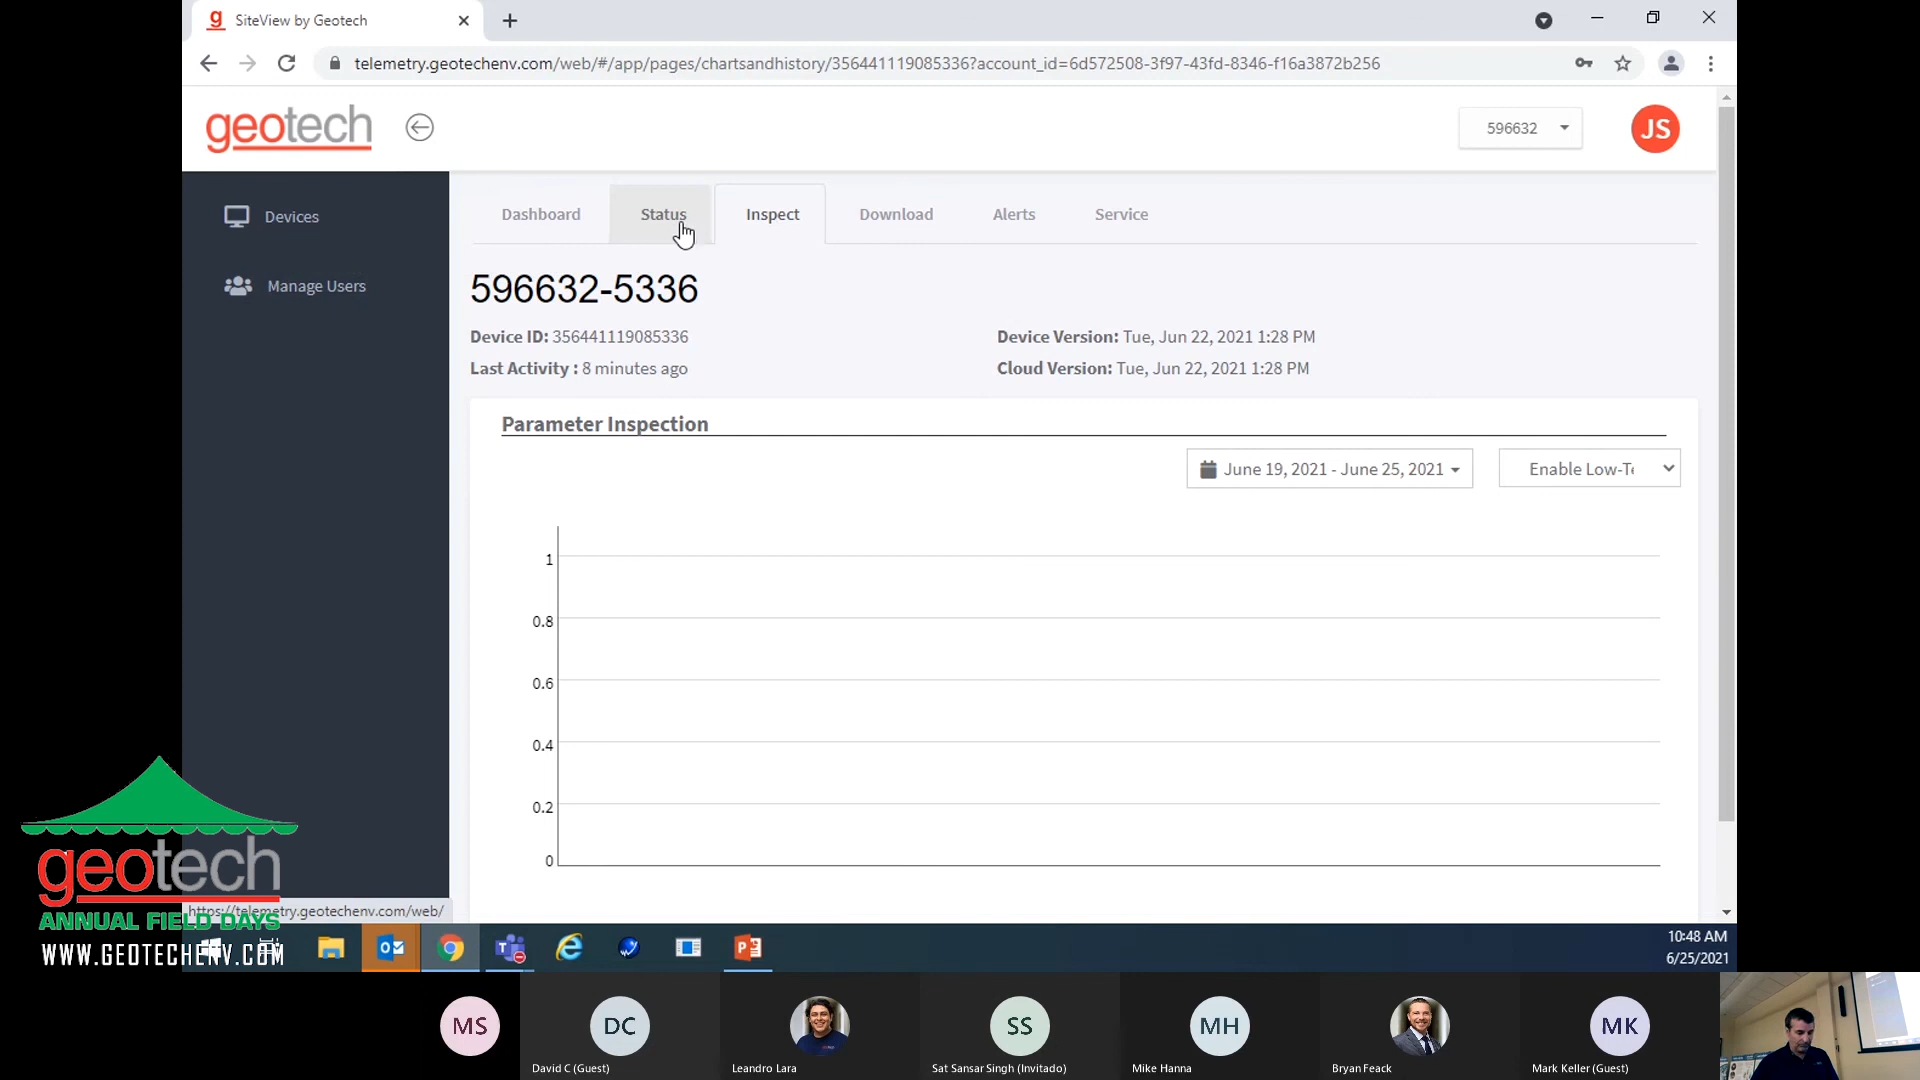 SiteView by Geotech
telemetry.geotechenv.com/web/#/app/pages/chartsandhistory/356441119085336?account_id=6d572508-3f97-43fd-8346-f16a3872b256
geotech
596632
JS
Devices
Manage Users
Dashboard
Status
Inspect
Download
Alerts
Service
596632-5336
Device ID: 356441119085336
Device Version: Tue, Jun 22, 2021 1:28 PM
Last Activity : 8 minutes ago
Cloud Version: Tue, Jun 22, 2021 1:28 PM
Parameter Inspection
June 19, 2021 - June 25, 2021
Enable Low-Te
1
0.8
0.6
0.4
0.2
0
geotech
ANNUAL FIELD DAYS
WWW.GEOTECHENV.COM
https://telemetry.geotechenv.com/web/
10:48 AM
6/25/2021
MS
DC
SS
MH
MK
David C (Guest)
Leandro Lara
Sat Sansar Singh (Invitado)
Mike Hanna
Bryan Feack
Mark Keller (Guest)